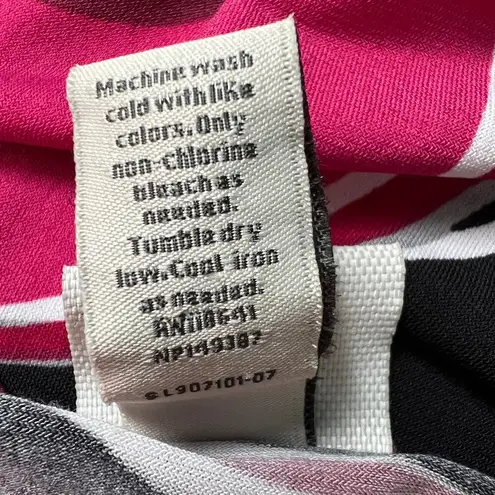 Machine wash
cold with like
colors. Only
non-chlorine
bleach as
needed.
Tumble dry
low. Cool iron
as needed.
RN118641
NP149387
SL907101-07